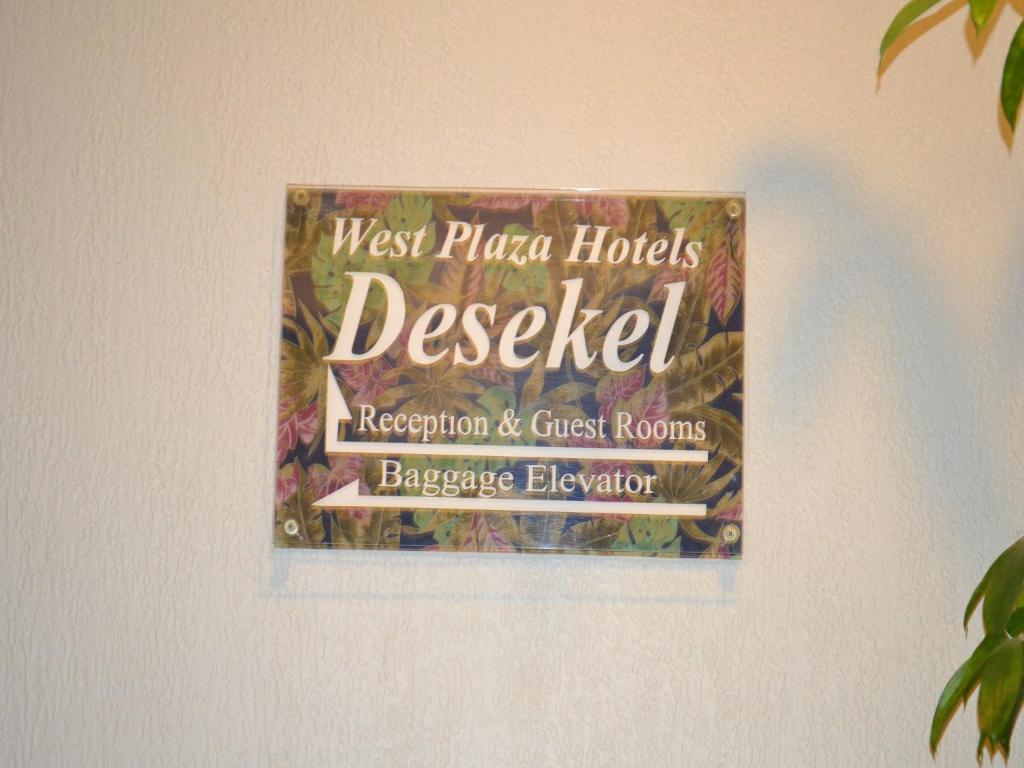 West Plaza Hotels
Desekel
Reception & Guest Rooms
Baggage Elevator